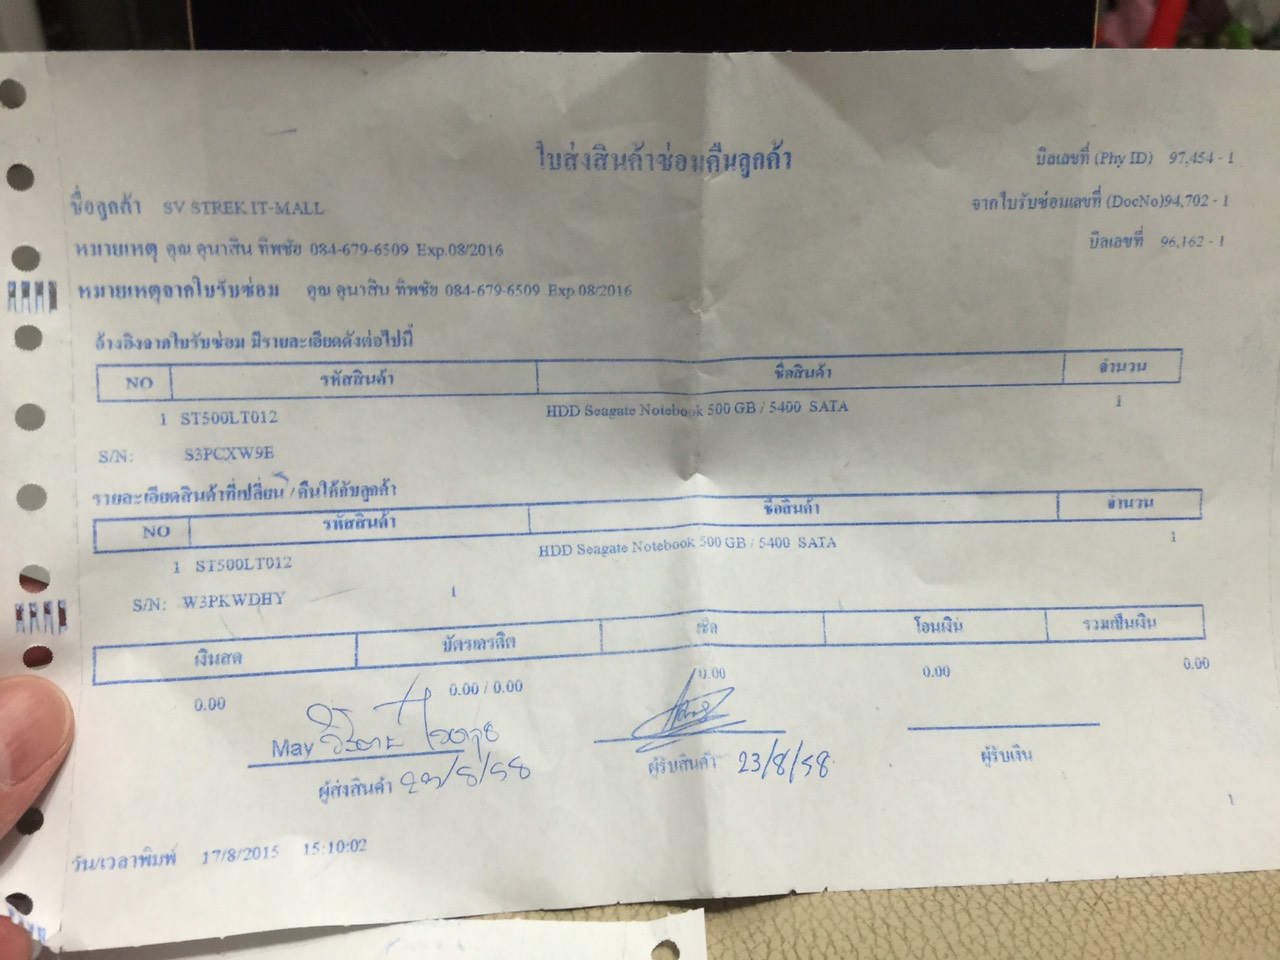 ใบส่งสินค้าซ่อมคืนลูกค้า
บิลเลขที่ (Phy ID) 97,454 - 1
ชื่อลูกค้า SV STREK IT-MALL
จากใบรับซ่อมเลขที่ (DocNo)94,702 - 1
หมายเหตุ คุณ คุนาสิน ทิพชัย 084-679-6509 Exp.08/2016
บิลเลขที่ 96,162 - 1
หมายเหตุจากใบรับซ่อม คุณ คุนาสิน ทิพชัย 084-679-6509 Exp.08/2016
อ้างอิงจากใบรับซ่อม มีรายละเอียดดังต่อไปนี้
NO รหัสสินค้า ชื่อสินค้า จำนวน
1 ST500LT012 HDD Seagate Notebook 500 GB / 5400 SATA 1
S/N: S3PCXW9E
รายละเอียดสินค้าที่เปลี่ยน / คืนให้กับลูกค้า
NO รหัสสินค้า ชื่อสินค้า จำนวน
1 ST500LT012 HDD Seagate Notebook 500 GB / 5400 SATA 1
S/N: W3PKWDHY 1
เงินสด บัตรเครดิต เช็ค โอนเงิน รวมเป็นเงิน
0.00 0.00 / 0.00 0.00 0.00 0.00
May
ผู้ส่งสินค้า 23/8/58 ผู้รับสินค้า 23/8/58 ผู้รับเงิน
1
วัน/เวลาพิมพ์ 17/8/2015 15:10:02